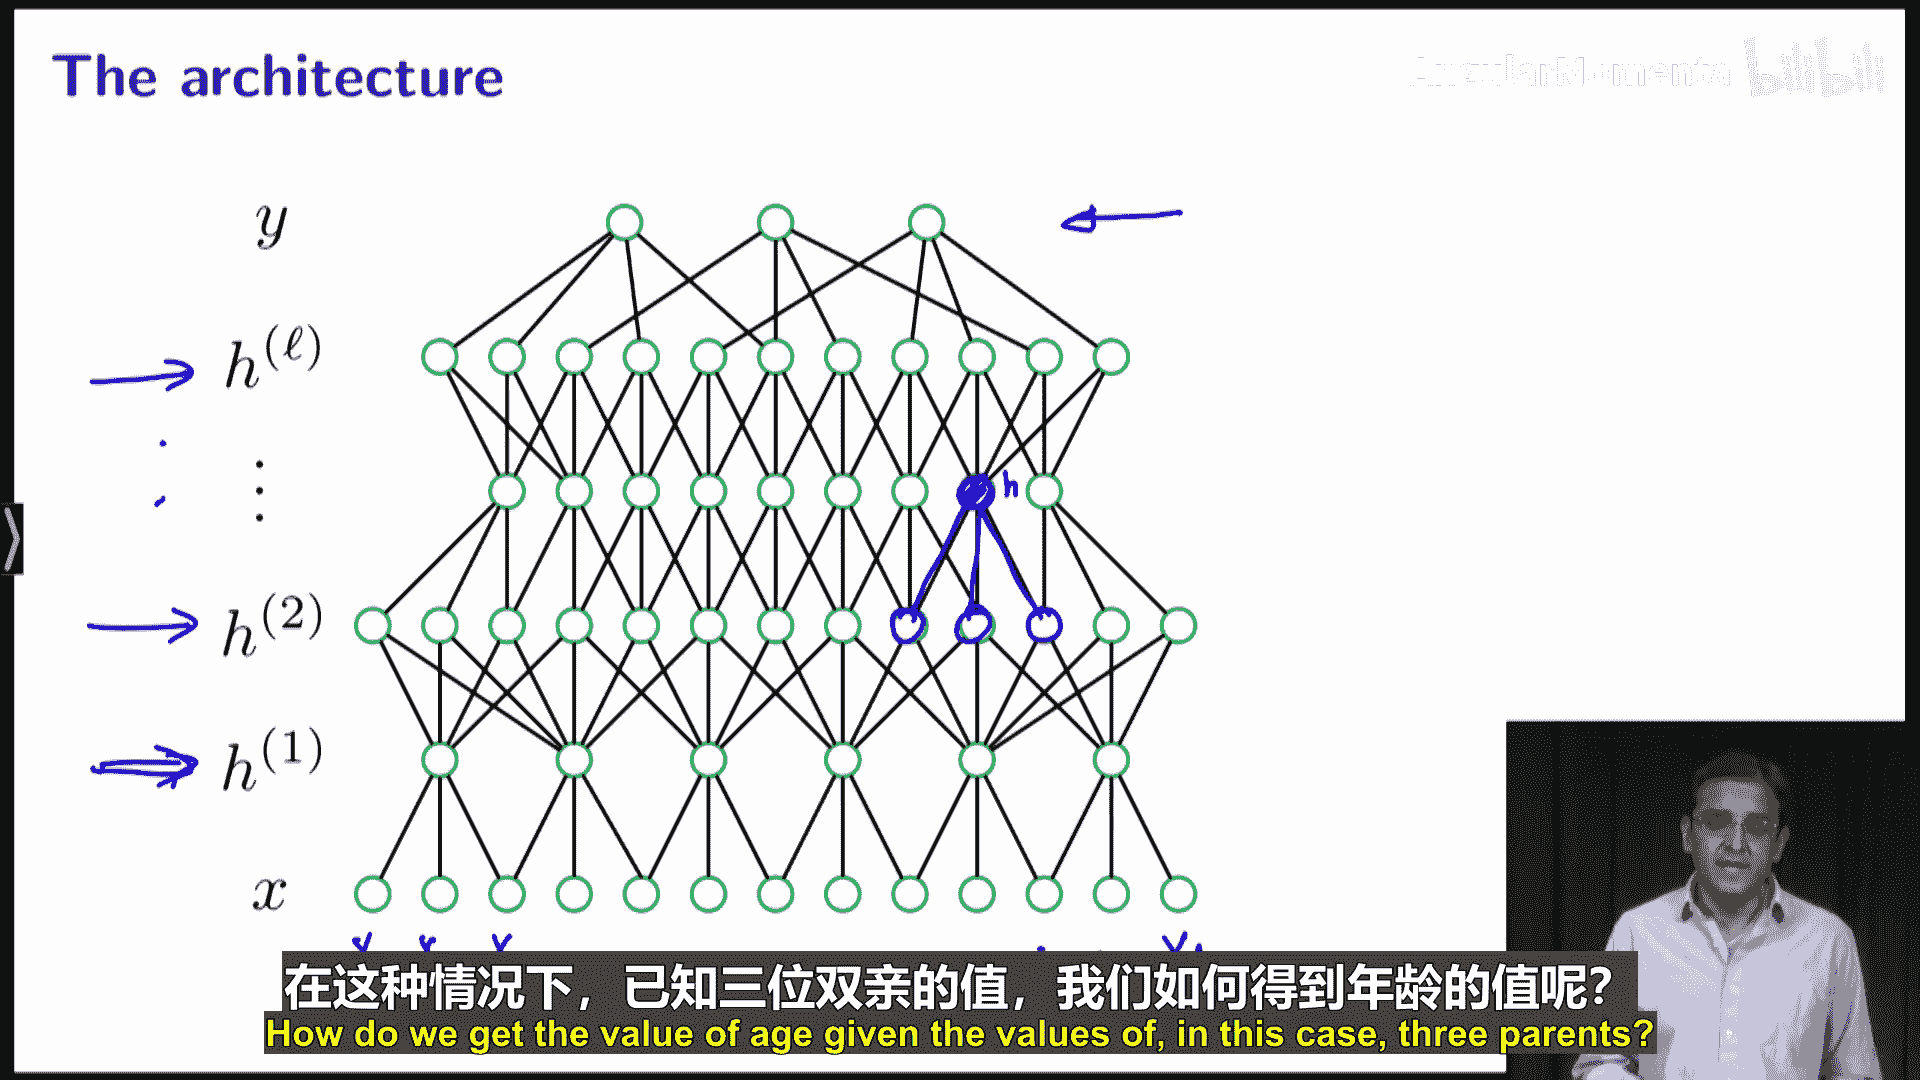 The architecture
bilibili
y
h^{(ℓ)}
⋮
h
h^{(2)}
h^{(1)}
x
在这种情况下，已知三位双亲的值，我们如何得到年龄的值呢？
How do we get the value of age given the values of, in this case, three parents?